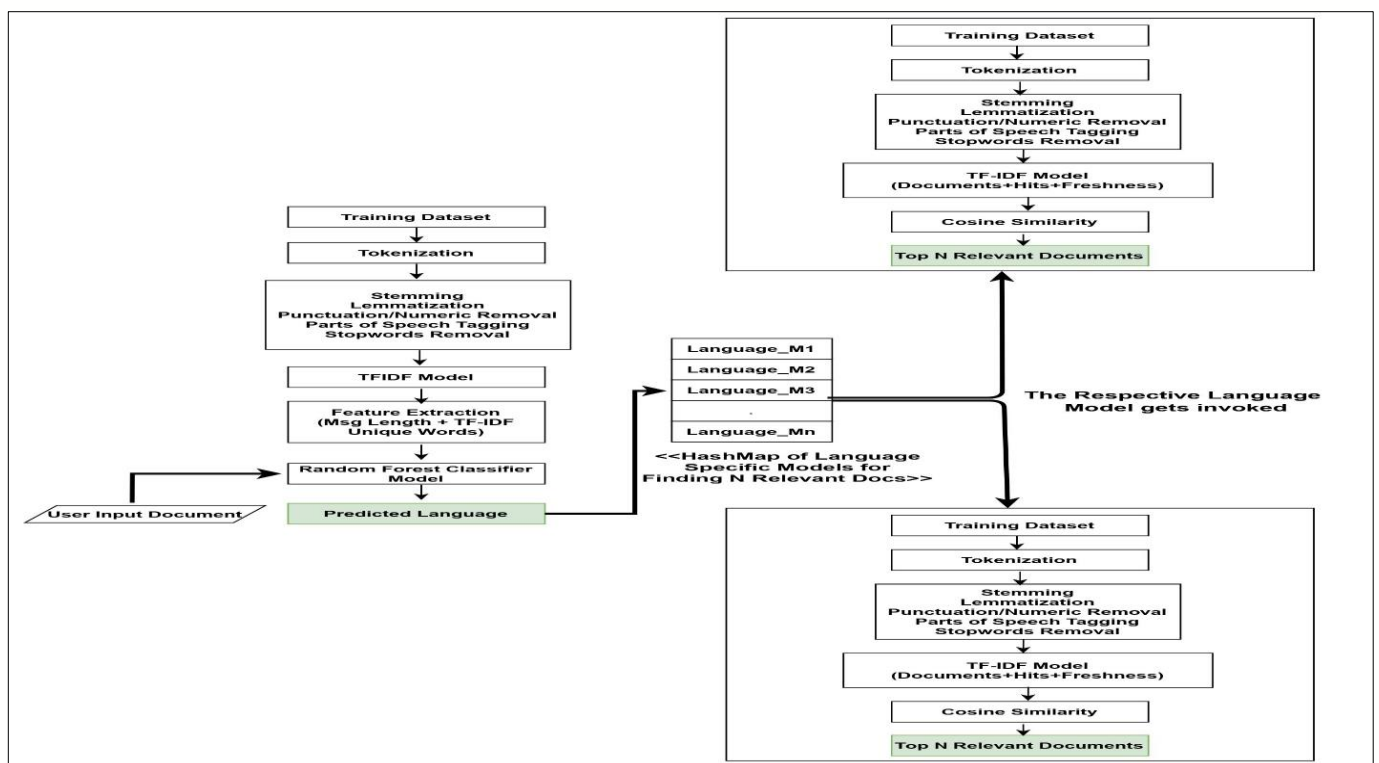 Training Dataset
Tokenization
Stemming
Lemmatization
Punctuation/Numeric Removal
Parts of Speech Tagging
Stopwords Removal
TFIDF Model
Feature Extraction
(Msg Length + TF-IDF
Unique Words)
Random Forest Classifier
Model
User Input Document
Predicted Language
Language_M1
Language_M2
Language_M3
.
Language_Mn
<<HashMap of Language
Specific Models for
Finding N Relevant Docs>>
The Respective Language
Model gets invoked
Training Dataset
Tokenization
Stemming
Lemmatization
Punctuation/Numeric Removal
Parts of Speech Tagging
Stopwords Removal
TF-IDF Model
(Documents+Hits+Freshness)
Cosine Similarity
Top N Relevant Documents
Training Dataset
Tokenization
Stemming
Lemmatization
Punctuation/Numeric Removal
Parts of Speech Tagging
Stopwords Removal
TF-IDF Model
(Documents+Hits+Freshness)
Cosine Similarity
Top N Relevant Documents